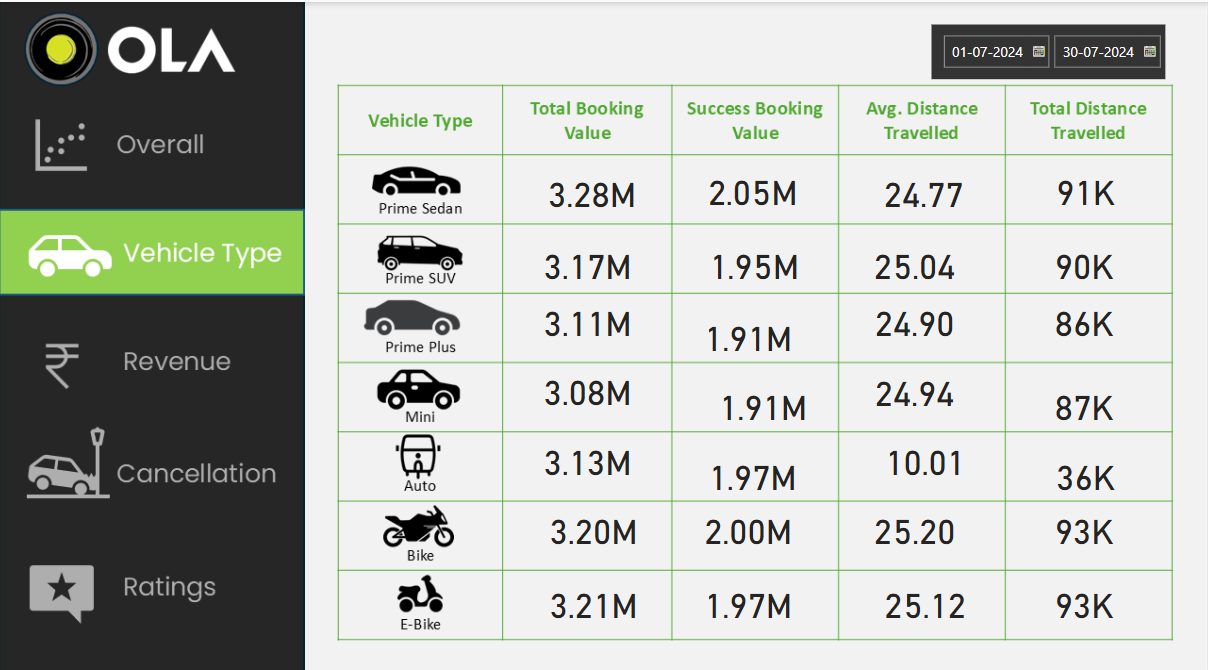 OLA
01-07-2024 30-07-2024
Overall
Vehicle Type
Revenue
Cancellation
Ratings
Vehicle Type Total Booking Value Success Booking Value Avg. Distance Travelled Total Distance Travelled
Prime Sedan 3.28M 2.05M 24.77 91K
Prime SUV 3.17M 1.95M 25.04 90K
Prime Plus 3.11M 1.91M 24.90 86K
Mini 3.08M 1.91M 24.94 87K
Auto 3.13M 1.97M 10.01 36K
Bike 3.20M 2.00M 25.20 93K
E-Bike 3.21M 1.97M 25.12 93K